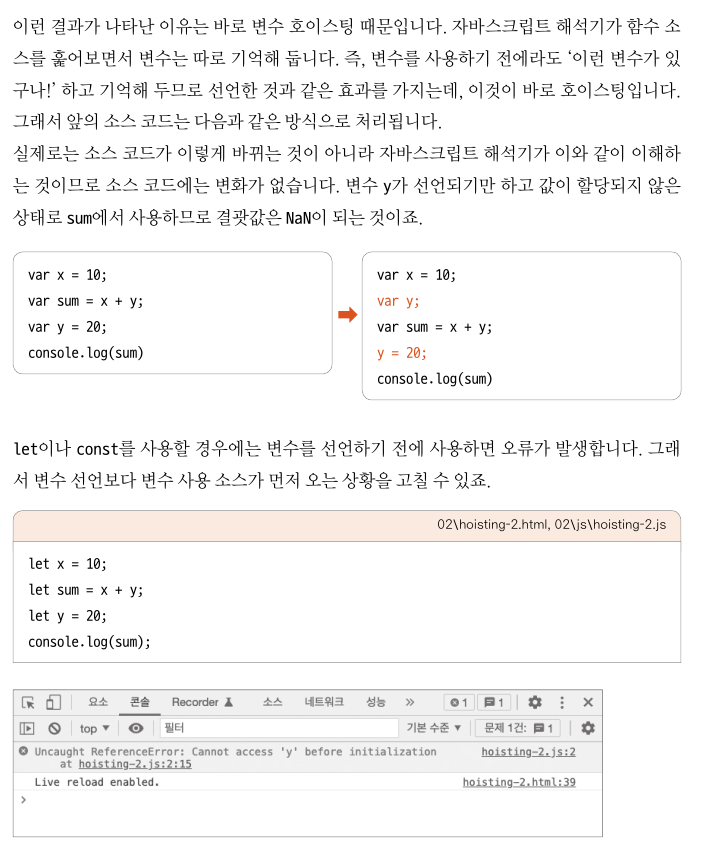 이런 결과가 나타난 이유는 바로 변수 호이스팅 때문입니다. 자바스크립트 해석기가 함수 소
스를 훑어보면서 변수는 따로 기억해 둡니다. 즉, 변수를 사용하기 전에라도 ‘이런 변수가 있
구나!’ 하고 기억해 두므로 선언한 것과 같은 효과를 가지는데, 이것이 바로 호이스팅입니다.
그래서 앞의 소스 코드는 다음과 같은 방식으로 처리됩니다.
실제로는 소스 코드가 이렇게 바뀌는 것이 아니라 자바스크립트 해석기가 이와 같이 이해하
는 것이므로 소스 코드에는 변화가 없습니다. 변수 y가 선언되기만 하고 값이 할당되지 않은
상태로 sum에서 사용하므로 결괏값은 NaN이 되는 것이죠.
var x = 10;
var sum = x + y;
var y = 20;
console.log(sum)
var x = 10;
var y;
var sum = x + y;
y = 20;
console.log(sum)
let이나 const를 사용할 경우에는 변수를 선언하기 전에 사용하면 오류가 발생합니다. 그래
서 변수 선언보다 변수 사용 소스가 먼저 오는 상황을 고칠 수 있죠.
02\hoisting-2.html, 02\js\hoisting-2.js
let x = 10;
let sum = x + y;
let y = 20;
console.log(sum);
요소 콘솔 Recorder 소스 네트워크 성능 » 1 1
top ▼ 필터 기본 수준 ▼ 문제 1건: 1
Uncaught ReferenceError: Cannot access 'y' before initialization hoisting-2.js:2
at hoisting-2.js:2:15
Live reload enabled. hoisting-2.html:39
>